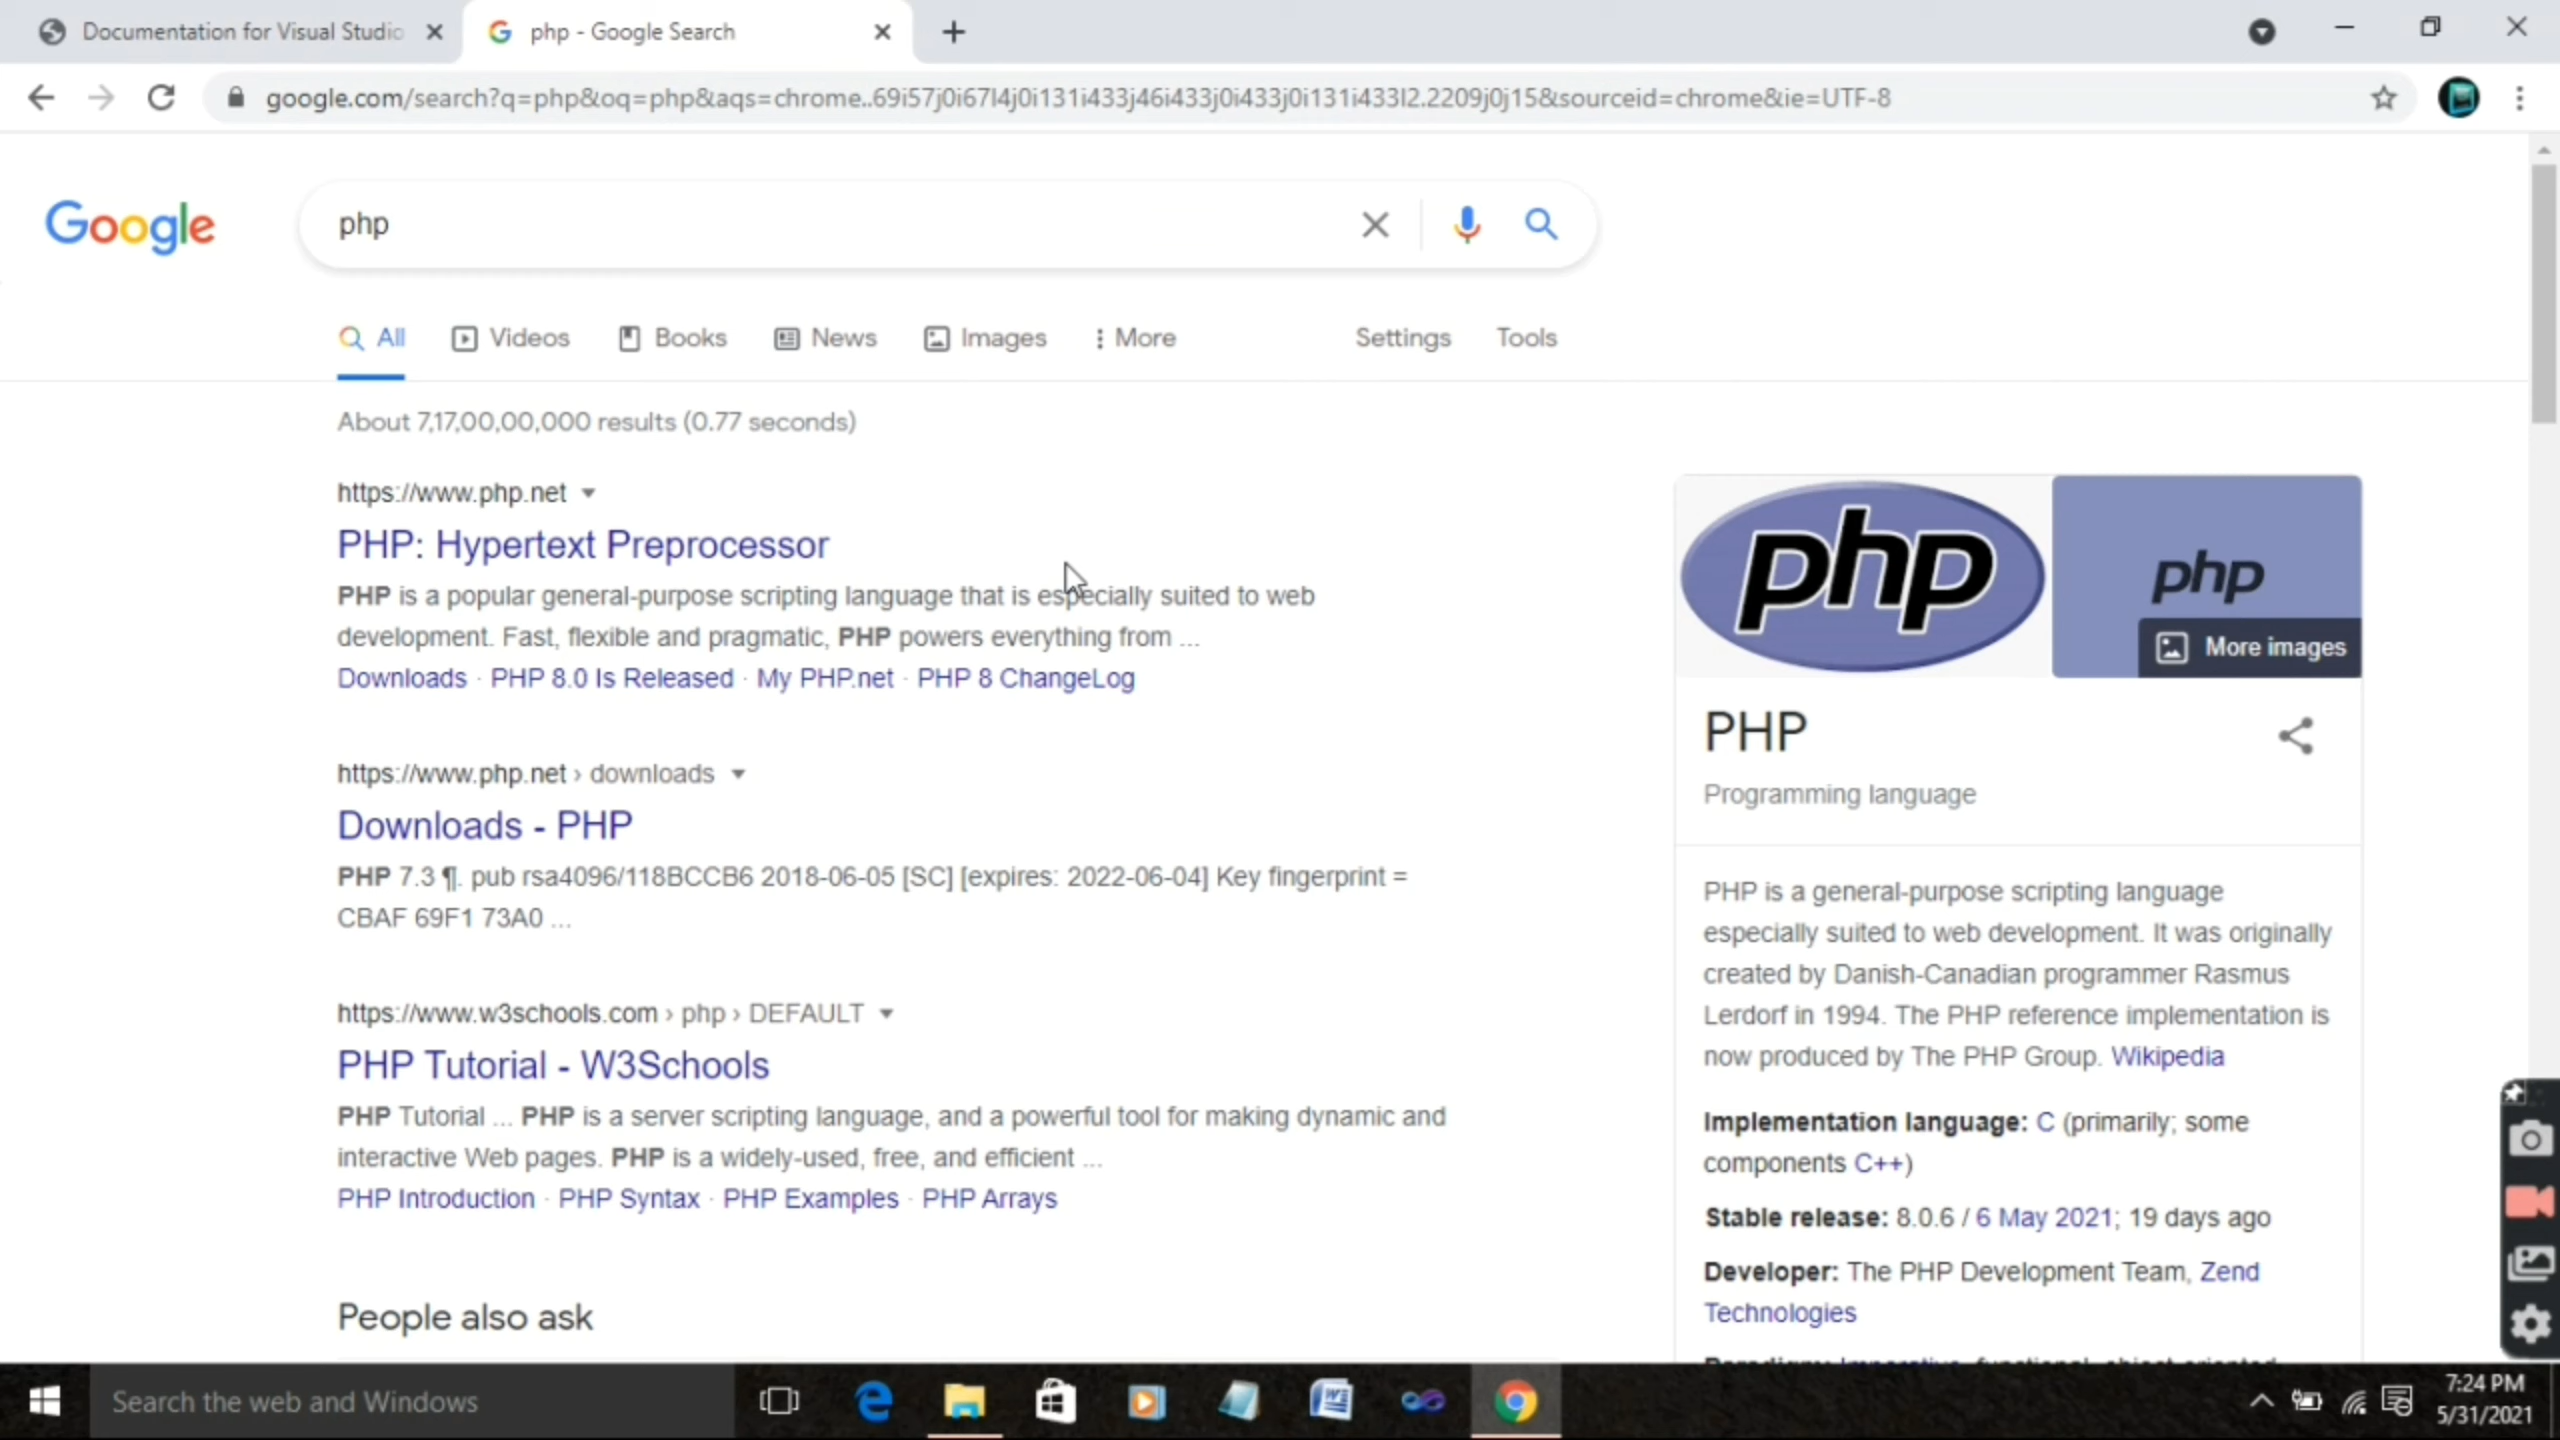 Documentation for Visual Studio
php - Google Search
google.com/search?q=php&oq=php&aqs=chrome..69i57j0i67l4j0i131i433j46i433j0i433j0i131i433l2.2209j0j15&sourceid=chrome&ie=UTF-8
Google
php
All Videos Books News Images More Settings Tools
About 7,17,00,00,000 results (0.77 seconds)
https://www.php.net
PHP: Hypertext Preprocessor
PHP is a popular general-purpose scripting language that is especially suited to web
development. Fast, flexible and pragmatic, PHP powers everything from ...
Downloads · PHP 8.0 Is Released · My PHP.net · PHP 8 ChangeLog
https://www.php.net › downloads
Downloads - PHP
PHP 7.3 ¶. pub rsa4096/118BCCB6 2018-06-05 [SC] [expires: 2022-06-04] Key fingerprint =
CBAF 69F1 73A0 ...
https://www.w3schools.com › php › DEFAULT
PHP Tutorial - W3Schools
PHP Tutorial ... PHP is a server scripting language, and a powerful tool for making dynamic and
interactive Web pages. PHP is a widely-used, free, and efficient ...
PHP Introduction · PHP Syntax · PHP Examples · PHP Arrays
People also ask
php
php
More images
PHP
Programming language
PHP is a general-purpose scripting language
especially suited to web development. It was originally
created by Danish-Canadian programmer Rasmus
Lerdorf in 1994. The PHP reference implementation is
now produced by The PHP Group. Wikipedia
Implementation language: C (primarily; some
components C++)
Stable release: 8.0.6 / 6 May 2021; 19 days ago
Developer: The PHP Development Team, Zend
Technologies
Search the web and Windows
7:24 PM
5/31/2021